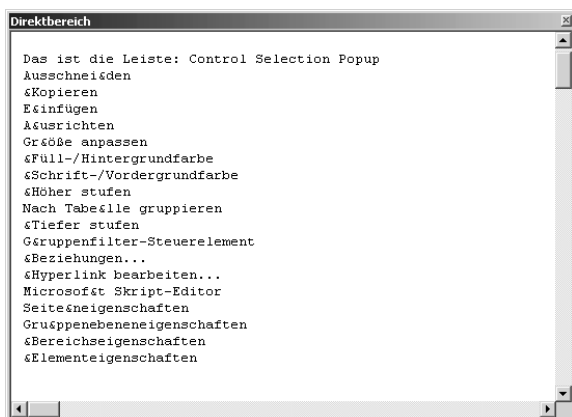 Direktbereich
Das ist die Leiste: Control Selection Popup
Ausschnei&den
&Kopieren
E&infügen
A&usrichten
Gr&öße anpassen
&Füll-/Hintergrundfarbe
&Schrift-/Vordergrundfarbe
&Höher stufen
Nach Tabe&lle gruppieren
&Tiefer stufen
G&ruppenfilter-Steuerelement
&Beziehungen...
&Hyperlink bearbeiten...
Microsof&t Skript-Editor
Seite&neigenschaften
Gru&ppenebeneneigenschaften
&Bereichseigenschaften
&Elementeigenschaften